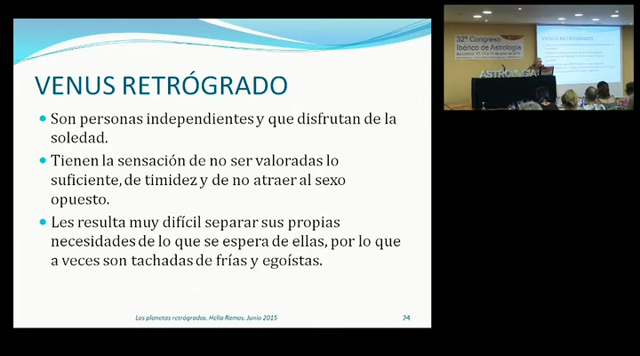 VENUS RETRÓGRADO
Son personas independientes y que disfrutan de la
soledad.
Tienen la sensación de no ser valoradas lo
suficiente, de timidez y de no atraer al sexo
opuesto.
Les resulta muy difícil separar sus propias
necesidades de lo que se espera de ellas, por lo que
a veces son tachadas de frías y egoístas.
Los planetas retrógrados. Helia Ramos. Junio 2015
24
32º Congreso
Ibérico de Astrología
ASTROLOGIA
VENUS RETRÓGRADO